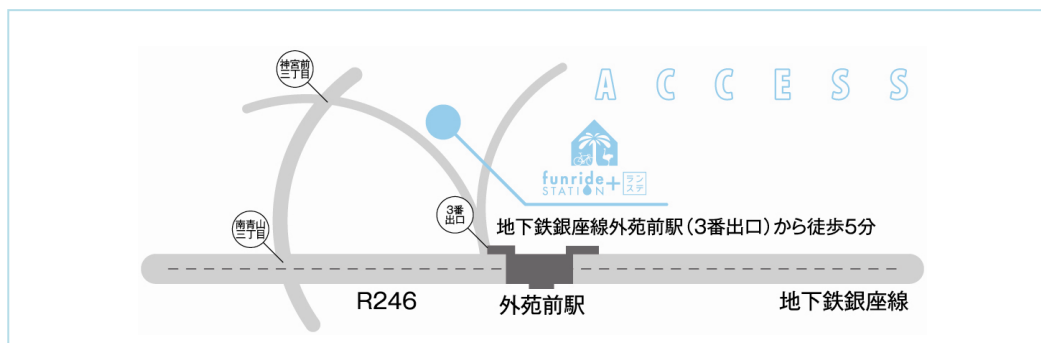 神宮前
三丁目
ACCESS
funride
STATION
+
ラン
ステ
3番
出口
地下鉄銀座線外苑前駅(3番出口)から徒歩5分
南青山
三丁目
R246
外苑前駅
地下鉄銀座線